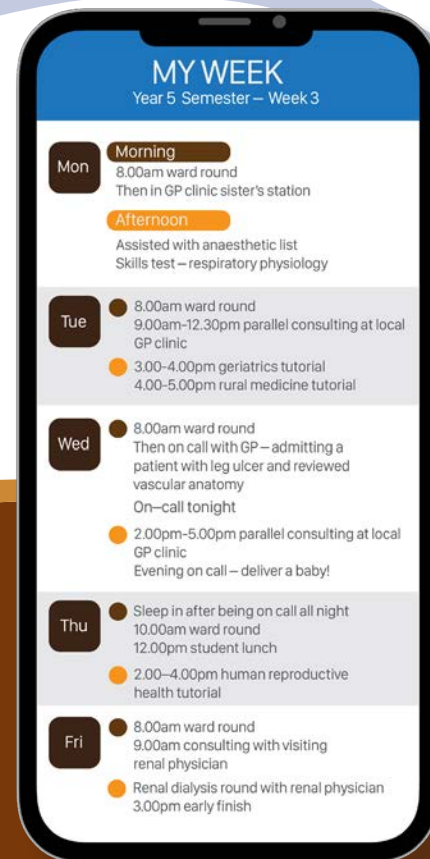 MY WEEK
Year 5 Semester – Week 3
Mon
Morning
8.00am ward round
Then in GP clinic sister's station
Afternoon
Assisted with anaesthetic list
Skills test – respiratory physiology
Tue
8.00am ward round
9.00am-12.30pm parallel consulting at local
GP clinic
3.00-4.00pm geriatrics tutorial
4.00-5.00pm rural medicine tutorial
Wed
8.00am ward round
Then on call with GP – admitting a
patient with leg ulcer and reviewed
vascular anatomy
On–call tonight
2.00pm-5.00pm parallel consulting at local
GP clinic
Evening on call – deliver a baby!
Thu
Sleep in after being on call all night
10.00am ward round
12.00pm student lunch
2.00–4.00pm human reproductive
health tutorial
Fri
8.00am ward round
9.00am consulting with visiting
renal physician
Renal dialysis round with renal physician
3.00pm early finish